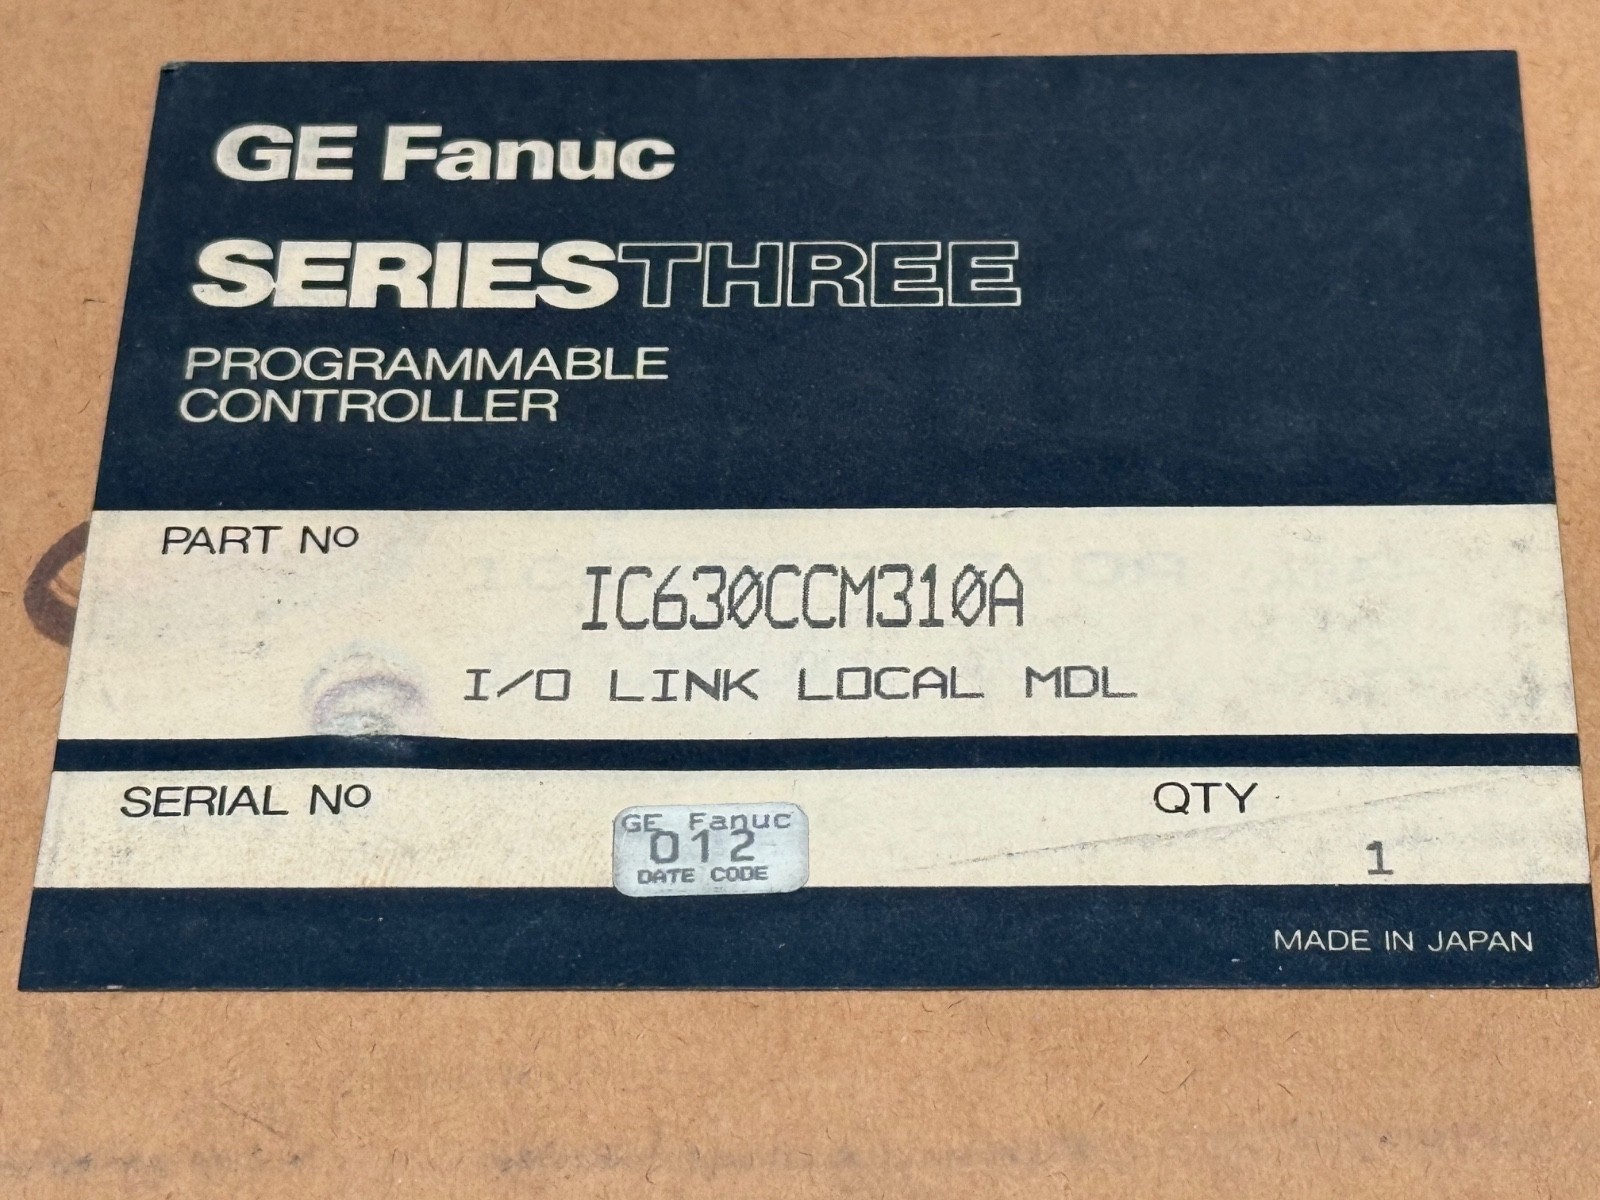 GE Fanuc
SERIESTHREE
PROGRAMMABLE
CONTROLLER
PART No
IC630CCM310A
I/O LINK LOCAL MDL
SERIAL No
GE Fanuc
012
DATE CODE
QTY
1
MADE IN JAPAN